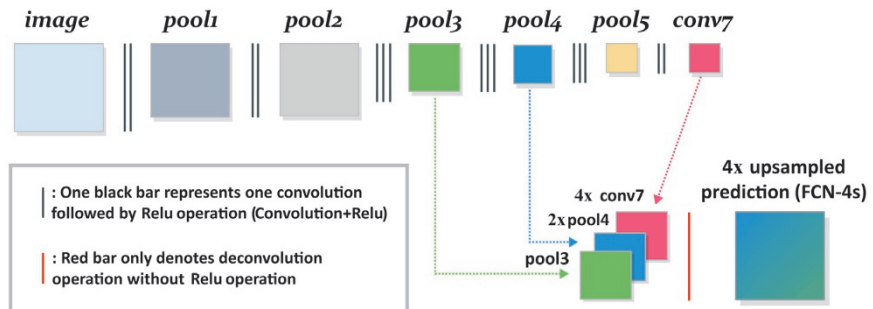 image pool1 pool2 pool3 pool4 pool5 conv7
: One black bar represents one convolution
followed by Relu operation (Convolution+Relu)
: Red bar only denotes deconvolution
operation without Relu operation
4x conv7
2x pool4
pool3
4x upsampled
prediction (FCN-4s)